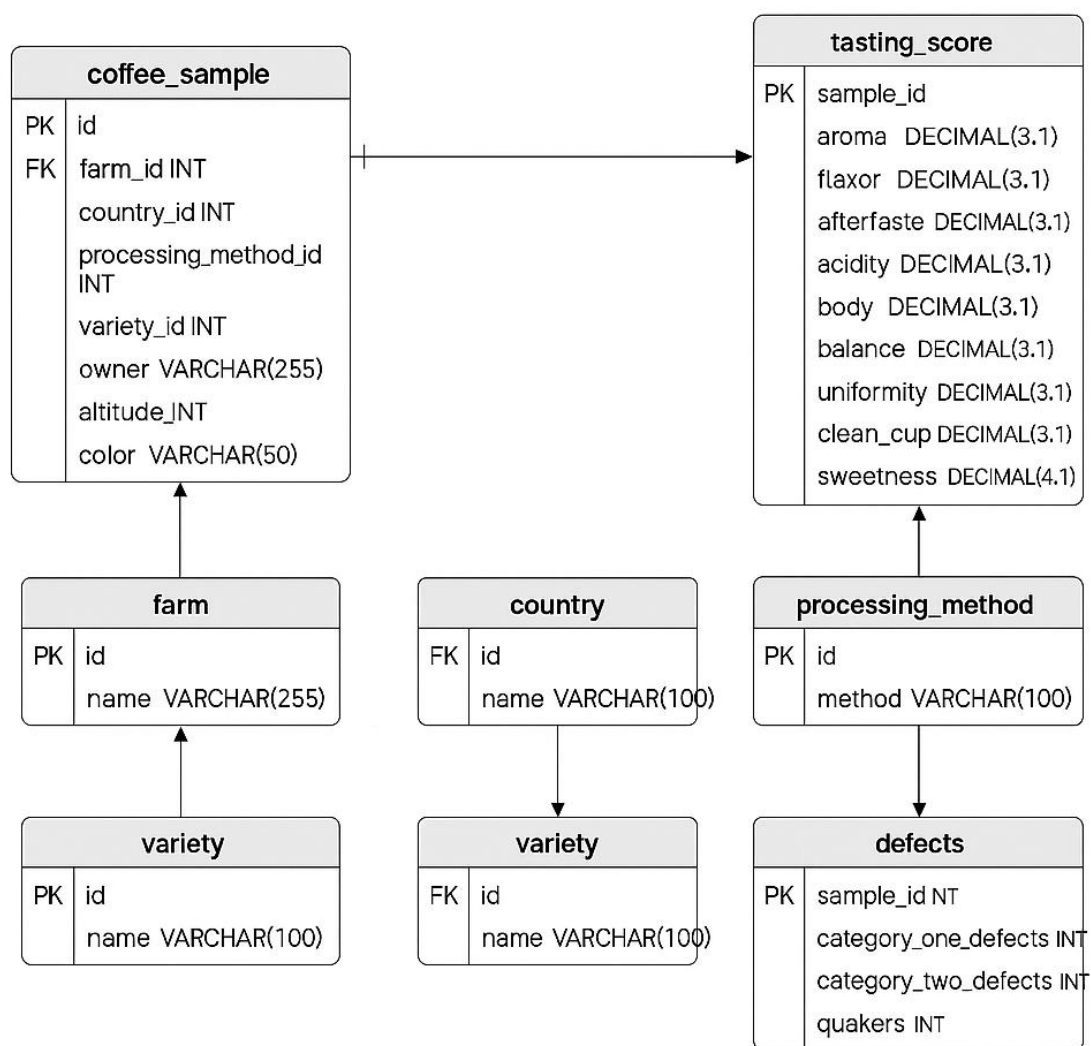 coffee_sample
PK id
FK farm_id INT
country_id INT
processing_method_id
INT
variety_id INT
owner VARCHAR(255)
altitude_INT
color VARCHAR(50)
tasting_score
PK sample_id
aroma DECIMAL(3.1)
flaxor DECIMAL(3.1)
afterfaste DECIMAL(3.1)
acidity DECIMAL(3.1)
body DECIMAL(3.1)
balance DECIMAL(3.1)
uniformity DECIMAL(3.1)
clean_cup DECIMAL(3.1)
sweetness DECIMAL(4.1)
farm
PK id
name VARCHAR(255)
country
FK id
name VARCHAR(100)
processing_method
PK id
method VARCHAR(100)
variety
PK id
name VARCHAR(100)
variety
FK id
name VARCHAR(100)
defects
PK sample_id NT
category_one_defects INT
category_two_defects INT
quakers INT